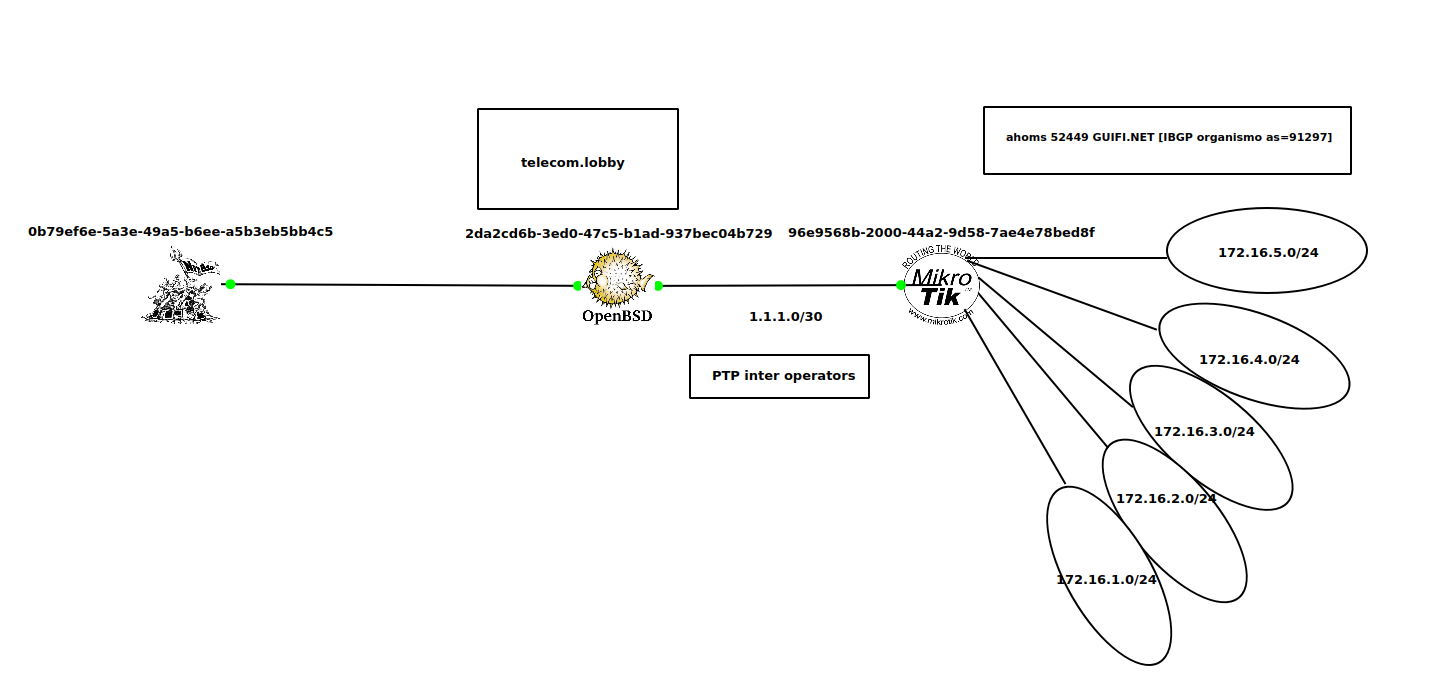 telecom.lobby
ahoms 52449 GUIFI.NET [IBGP organismo as=91297]
0b79ef6e-5a3e-49a5-b6ee-a5b3eb5bb4c5
2da2cd6b-3ed0-47c5-b1ad-937bec04b729
96e9568b-2000-44a2-9d58-7ae4e78bed8f
ROUTING THE WORLD
Mikro
Tik
www.mikrotik.com
OpenBSD
1.1.1.0/30
PTP inter operators
172.16.5.0/24
172.16.4.0/24
172.16.3.0/24
172.16.2.0/24
172.16.1.0/24